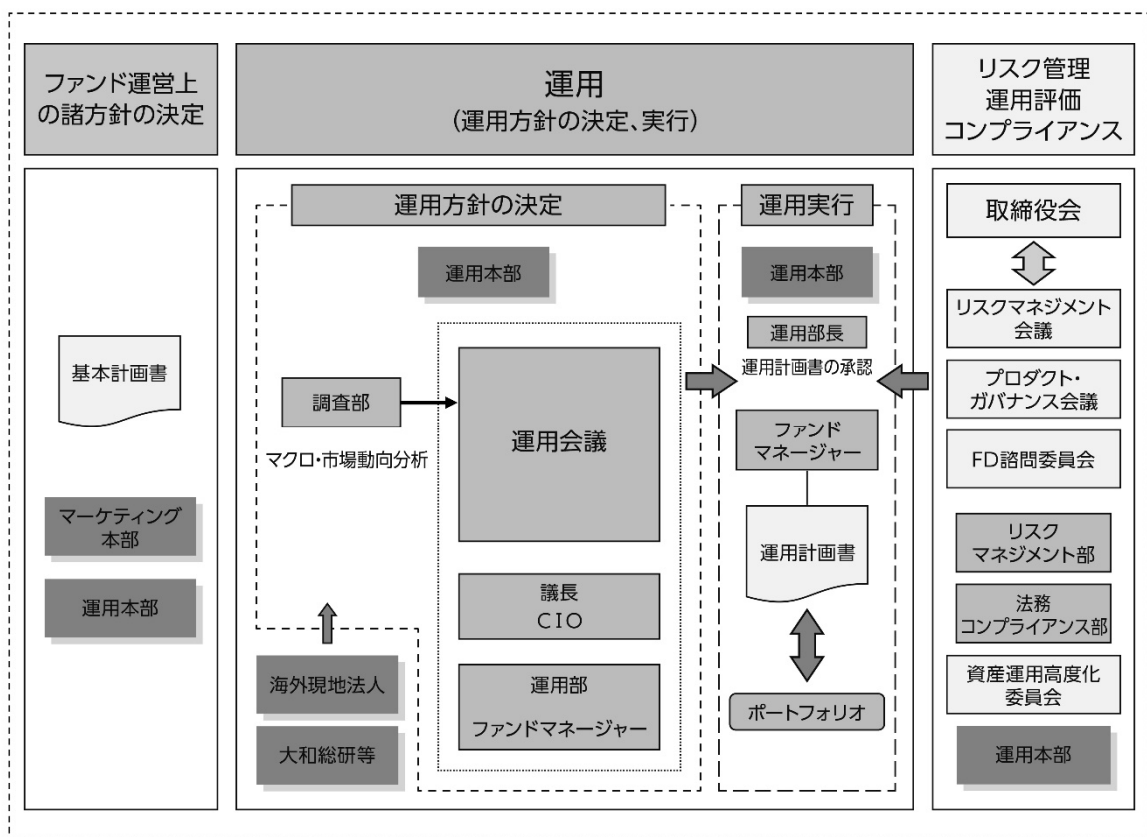 ファンド運営上
の諸方針の決定
運用
(運用方針の決定、実行)
リスク管理
運用評価
コンプライアンス
基本計画書
マーケティング
本部
運用本部
運用方針の決定
運用本部
調査部
マクロ・市場動向分析
運用会議
議長
CIO
運用部
ファンドマネージャー
海外現地法人
大和総研等
運用実行
運用本部
運用部長
運用計画書の承認
ファンド
マネージャー
運用計画書
ポートフォリオ
取締役会
リスクマネジメント
会議
プロダクト・
ガバナンス会議
FD諮問委員会
リスク
マネジメント部
法務
コンプライアンス部
資産運用高度化
委員会
運用本部